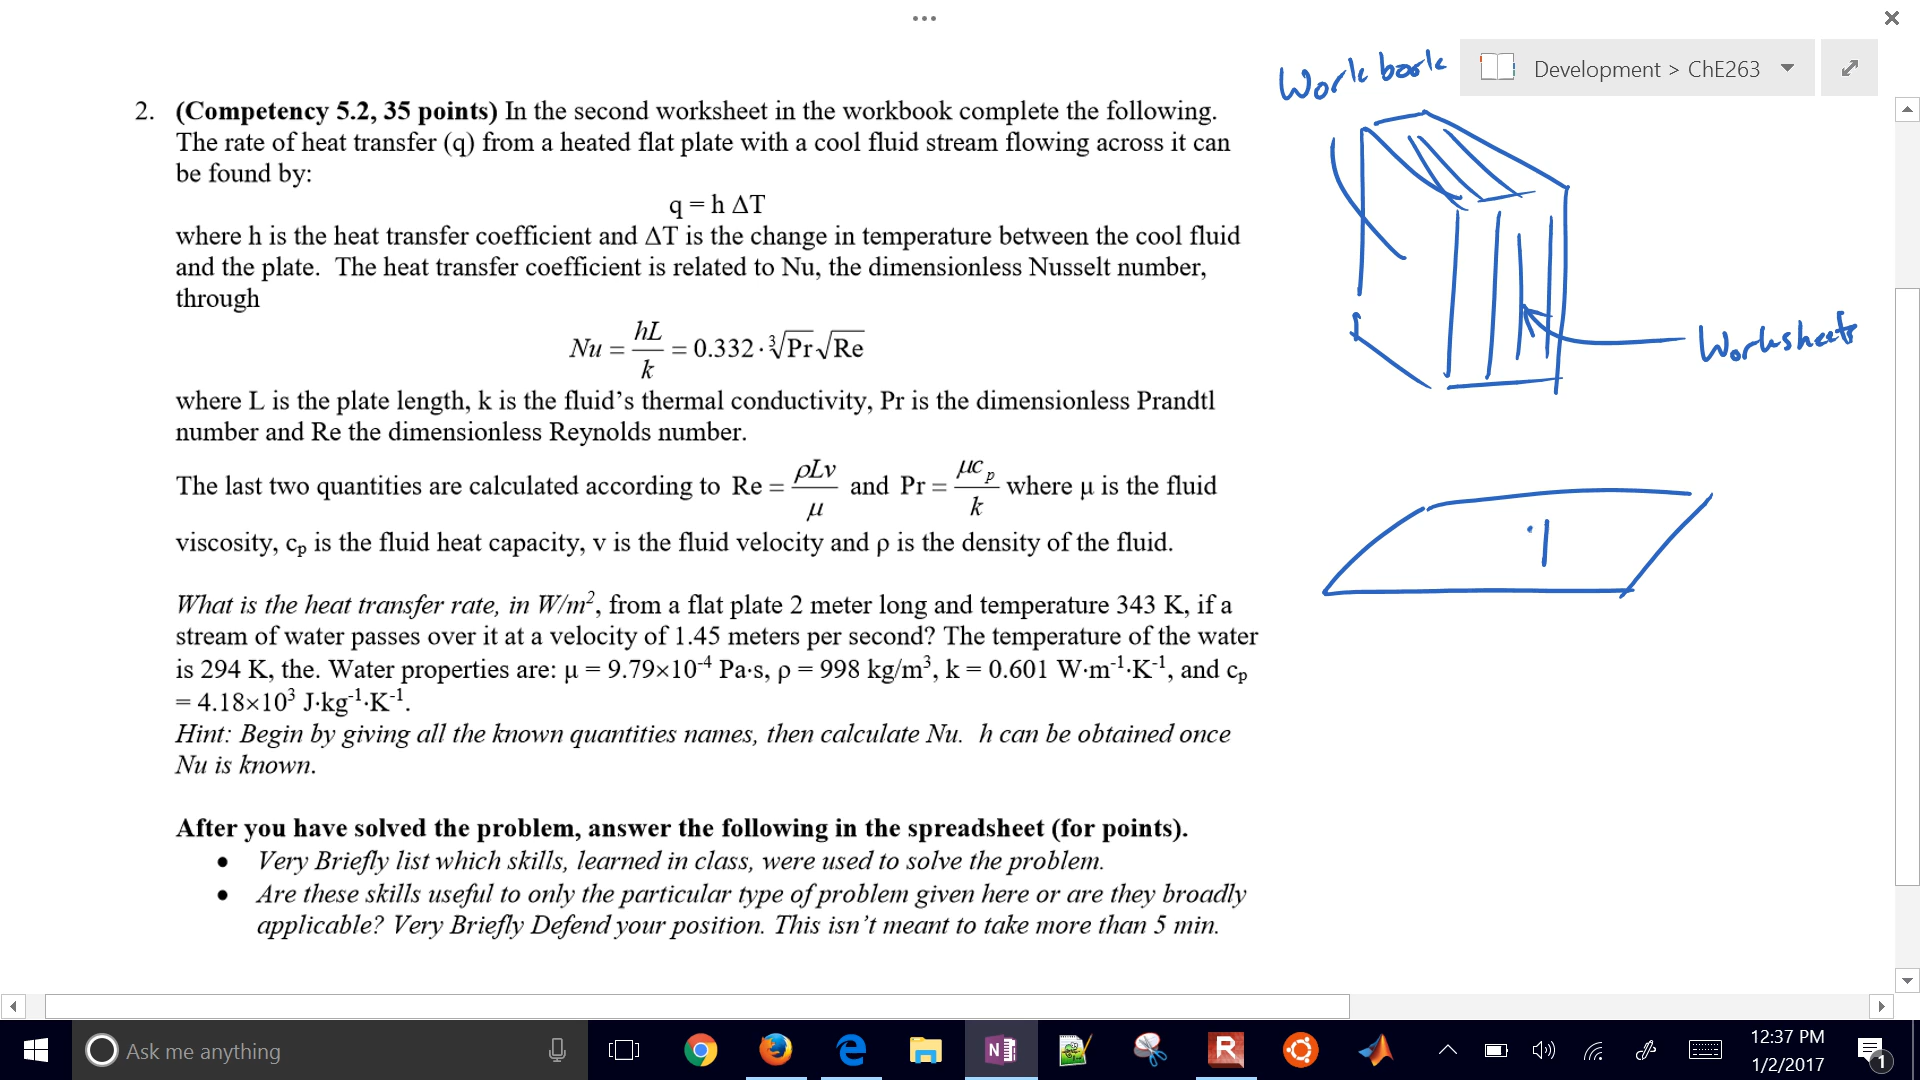 Work book
Development > ChE263
2. (Competency 5.2, 35 points) In the second worksheet in the workbook complete the following.
The rate of heat transfer (q) from a heated flat plate with a cool fluid stream flowing across it can
be found by:
q = h ΔT
where h is the heat transfer coefficient and ΔT is the change in temperature between the cool fluid
and the plate. The heat transfer coefficient is related to Nu, the dimensionless Nusselt number,
through
Nu = hL/k = 0.332·∛Pr√Re
Worksheets
where L is the plate length, k is the fluid’s thermal conductivity, Pr is the dimensionless Prandtl
number and Re the dimensionless Reynolds number.
The last two quantities are calculated according to Re = ρLv/μ and Pr = μcₚ/k where μ is the fluid
viscosity, cₚ is the fluid heat capacity, v is the fluid velocity and ρ is the density of the fluid.
What is the heat transfer rate, in W/m², from a flat plate 2 meter long and temperature 343 K, if a
stream of water passes over it at a velocity of 1.45 meters per second? The temperature of the water
is 294 K, the. Water properties are: μ = 9.79×10⁻⁴ Pa·s, ρ = 998 kg/m³, k = 0.601 W·m⁻¹·K⁻¹, and cₚ
= 4.18×10³ J·kg⁻¹·K⁻¹.
Hint: Begin by giving all the known quantities names, then calculate Nu. h can be obtained once
Nu is known.
After you have solved the problem, answer the following in the spreadsheet (for points).
• Very Briefly list which skills, learned in class, were used to solve the problem.
• Are these skills useful to only the particular type of problem given here or are they broadly
applicable? Very Briefly Defend your position. This isn’t meant to take more than 5 min.
Ask me anything
N
R
12:37 PM
1/2/2017
1